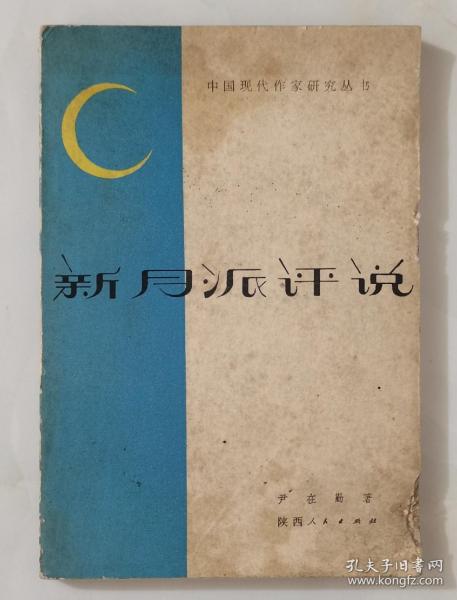 中国现代作家研究丛书
新月派评说
尹在勤著
陕西人民出版社
孔夫子旧书网
www.kongfz.com